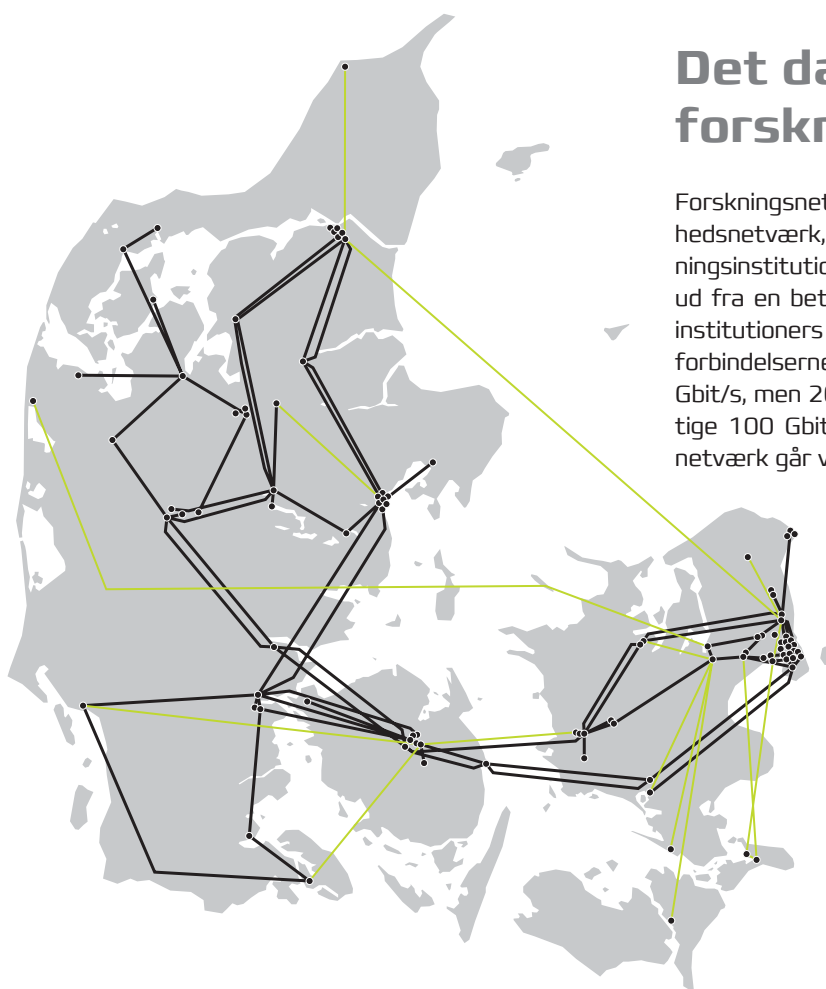 Det da
forskn
Forskningsnet
hedsnetværk,
ningsinstitutio
ud fra en bet
institutioners
forbindelserne
Gbit/s, men 20
tige 100 Gbit
netværk går v